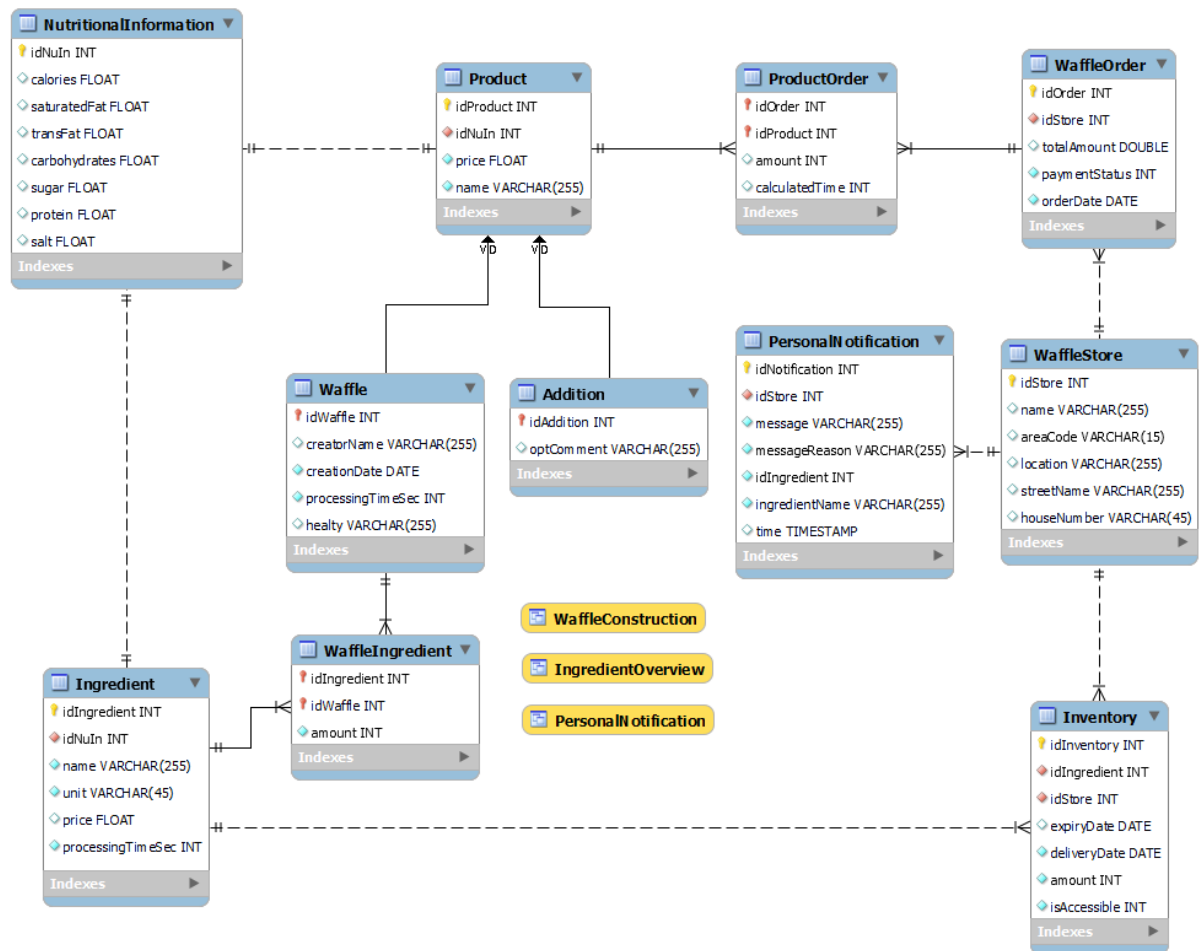 NutritionalInformation
idNuIn INT
calories FLOAT
saturatedFat FLOAT
transFat FLOAT
carbohydrates FLOAT
sugar FLOAT
protein FLOAT
salt FLOAT
Indexes
Product
idProduct INT
idNuIn INT
price FLOAT
name VARCHAR(255)
Indexes
ProductOrder
idOrder INT
idProduct INT
amount INT
calculatedTime INT
Indexes
WaffleOrder
idOrder INT
idStore INT
totalAmount DOUBLE
paymentStatus INT
orderDate DATE
Indexes
VD
VD
Waffle
idWaffle INT
creatorName VARCHAR(255)
creationDate DATE
processingTimeSec INT
healty VARCHAR(255)
Indexes
Addition
idAddition INT
optComment VARCHAR(255)
Indexes
PersonalNotification
idNotification INT
idStore INT
message VARCHAR(255)
messageReason VARCHAR(255)
idIngredient INT
ingredientName VARCHAR(255)
time TIMESTAMP
Indexes
WaffleStore
idStore INT
name VARCHAR(255)
areaCode VARCHAR(15)
location VARCHAR(255)
streetName VARCHAR(255)
houseNumber VARCHAR(45)
Indexes
WaffleConstruction
IngredientOverview
PersonalNotification
WaffleIngredient
idIngredient INT
idWaffle INT
amount INT
Indexes
Ingredient
idIngredient INT
idNuIn INT
name VARCHAR(255)
unit VARCHAR(45)
price FLOAT
processingTimeSec INT
Indexes
Inventory
idInventory INT
idIngredient INT
idStore INT
expiryDate DATE
deliveryDate DATE
amount INT
isAccessible INT
Indexes